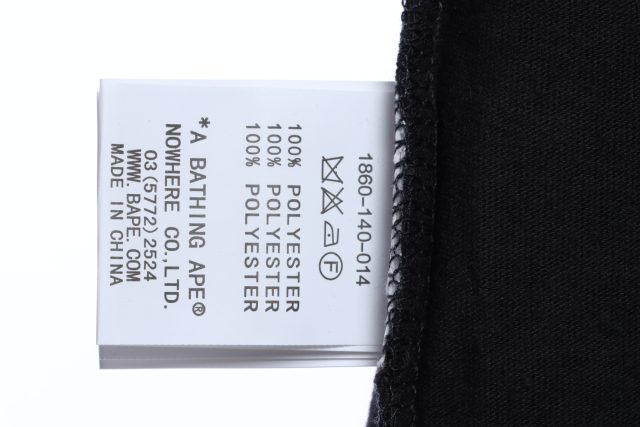 1860-140-014
F
100% POLYESTER
100% POLYESTER
100% POLYESTER
*A BATHING APE®
NOWHERE CO.,LTD.
03(5772)2524
WWW.BAPE.COM
MADE IN CHINA